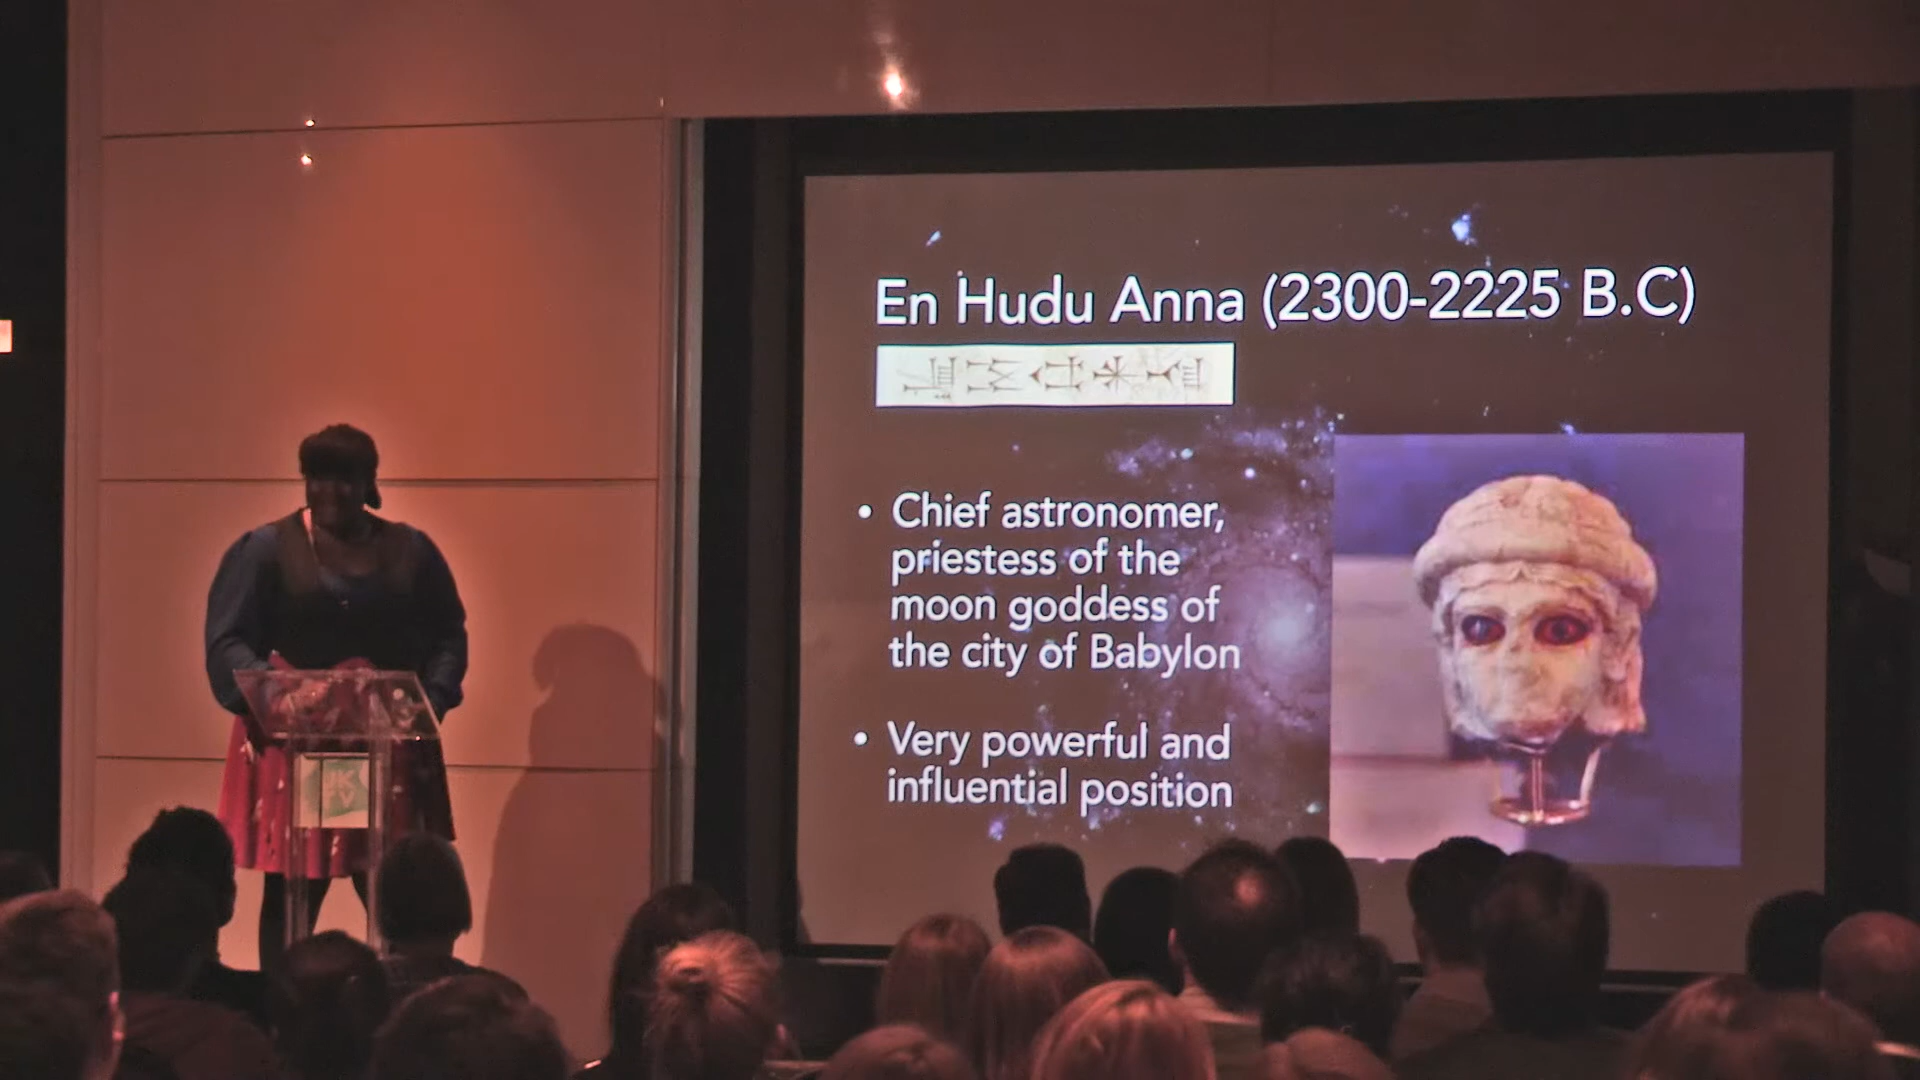 En Hudu Anna (2300-2225 B.C)
• Chief astronomer,
priestess of the
moon goddess of
the city of Babylon
• Very powerful and
influential position